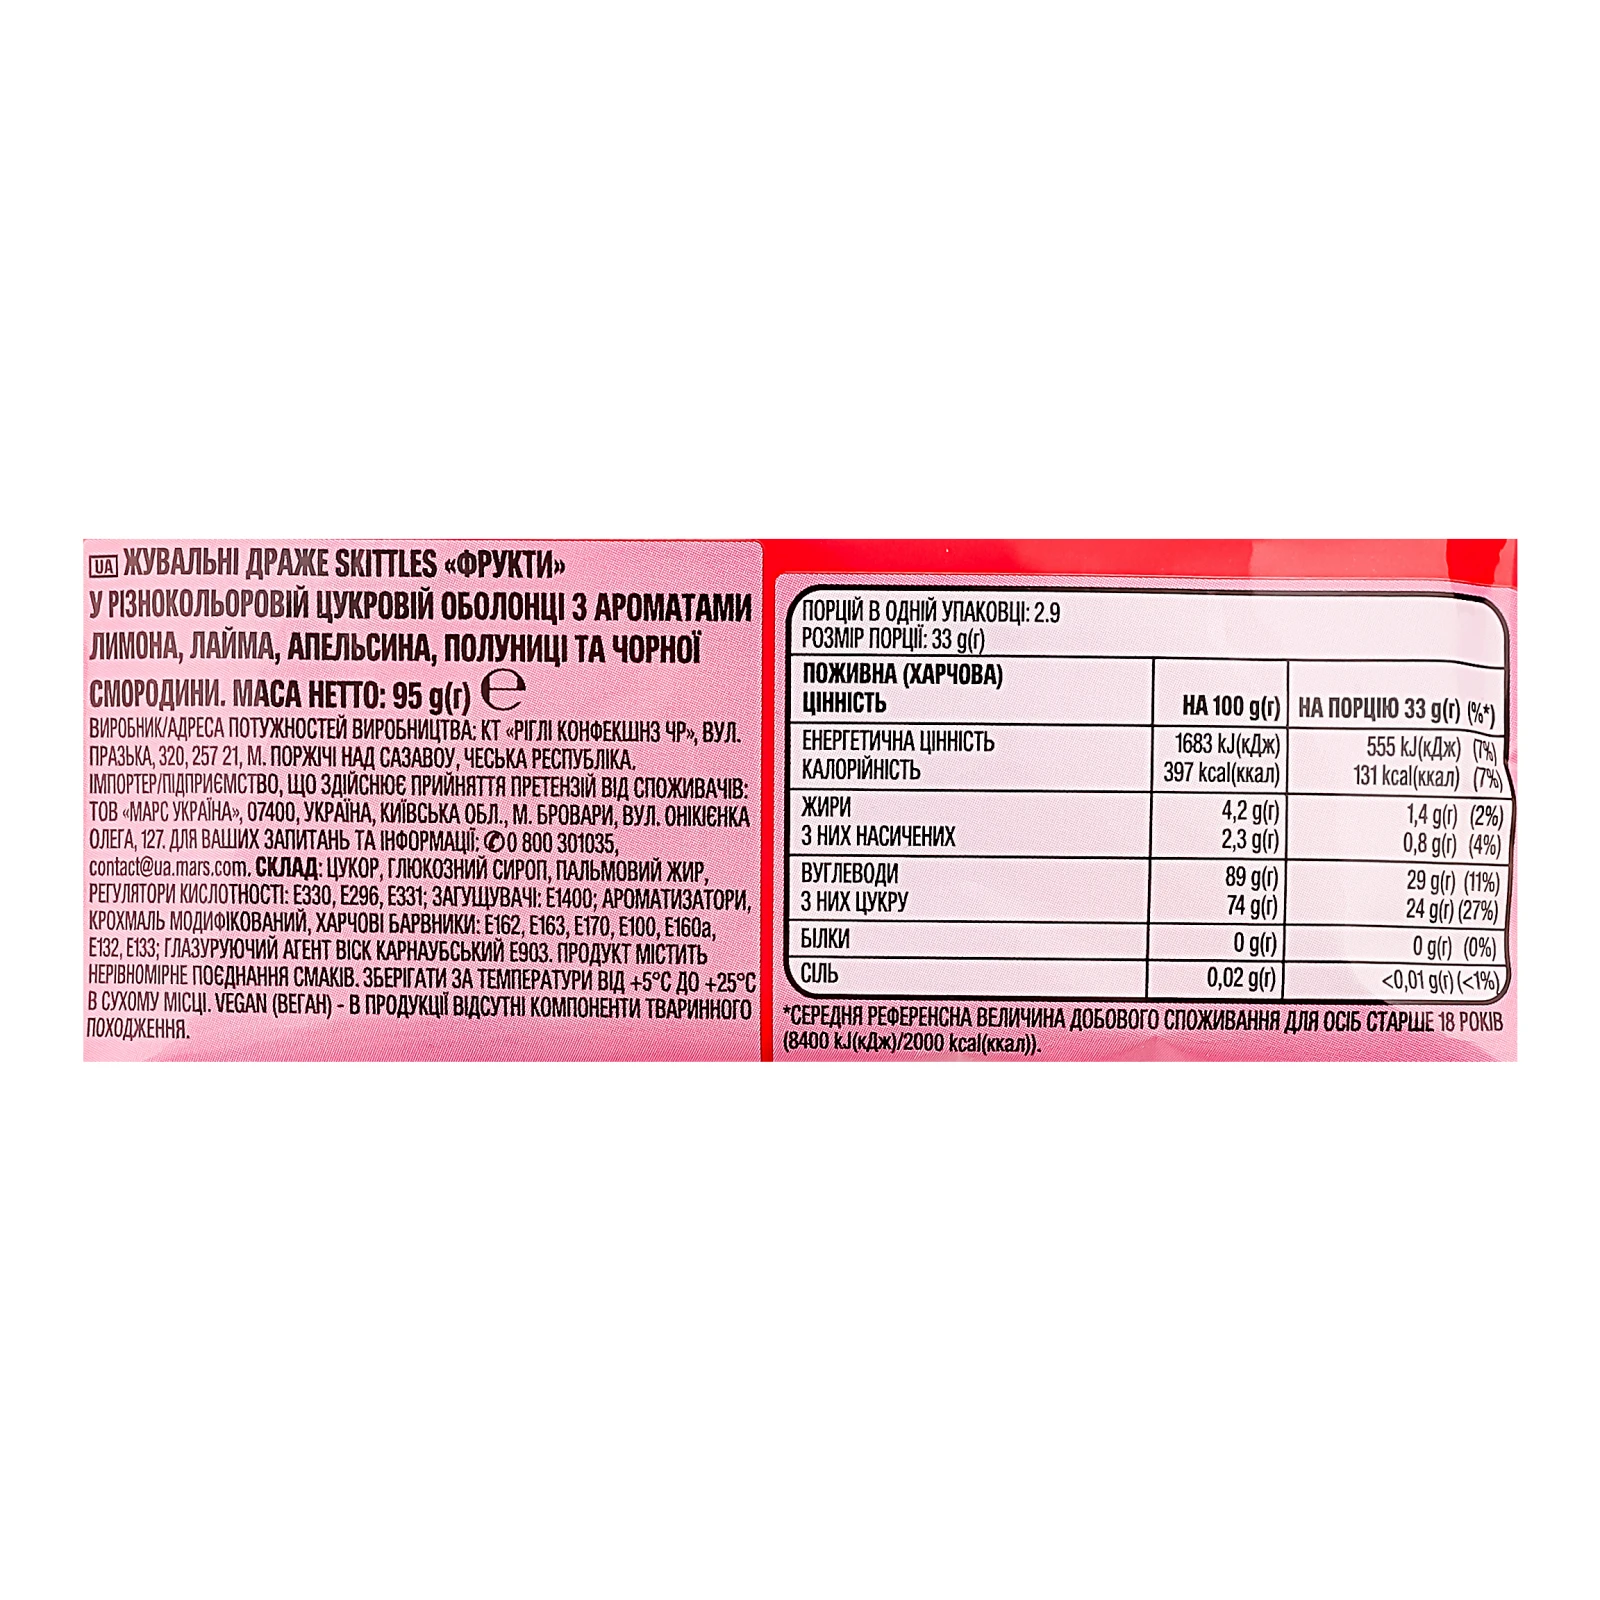 UA ЖУВАЛЬНІ ДРАЖЕ SKITTLES «ФРУКТИ»
У РІЗНОКОЛЬОРОВІЙ ЦУКРОВІЙ ОБОЛОНЦІ З АРОМАТАМИ
ЛИМОНА, ЛАЙМА, АПЕЛЬСИНА, ПОЛУНИЦІ ТА ЧОРНОЇ
СМОРОДИНИ. МАСА НЕТТО: 95 g(г) ℮
ВИРОБНИК/АДРЕСА ПОТУЖНОСТЕЙ ВИРОБНИЦТВА: КТ «РІГЛІ КОНФЕКШНЗ ЧР», ВУЛ.
ПРАЗЬКА, 320, 257 21, М. ПОРЖІЧІ НАД САЗАВОУ, ЧЕСЬКА РЕСПУБЛІКА.
ІМПОРТЕР/ПІДПРИЄМСТВО, ЩО ЗДІЙСНЮЄ ПРИЙНЯТТЯ ПРЕТЕНЗІЙ ВІД СПОЖИВАЧІВ:
ТОВ «МАРС УКРАЇНА», 07400, УКРАЇНА, КИЇВСЬКА ОБЛ., М. БРОВАРИ, ВУЛ. ОНІКІЄНКА
ОЛЕГА, 127. ДЛЯ ВАШИХ ЗАПИТАНЬ ТА ІНФОРМАЦІЇ: ✆0 800 301035,
contact@ua.mars.com. СКЛАД: ЦУКОР, ГЛЮКОЗНИЙ СИРОП, ПАЛЬМОВИЙ ЖИР,
РЕГУЛЯТОРИ КИСЛОТНОСТІ: Е330, Е296, Е331; ЗАГУЩУВАЧІ: Е1400; АРОМАТИЗАТОРИ,
КРОХМАЛЬ МОДИФІКОВАНИЙ, ХАРЧОВІ БАРВНИКИ: Е162, Е163, Е170, Е100, Е160а,
Е132, Е133; ГЛАЗУРУЮЧИЙ АГЕНТ ВІСК КАРНАУБСЬКИЙ Е903. ПРОДУКТ МІСТИТЬ
НЕРІВНОМІРНЕ ПОЄДНАННЯ СМАКІВ. ЗБЕРІГАТИ ЗА ТЕМПЕРАТУРИ ВІД +5°С ДО +25°С
В СУХОМУ МІСЦІ. VEGAN (ВЕГАН) - В ПРОДУКЦІЇ ВІДСУТНІ КОМПОНЕНТИ ТВАРИННОГО
ПОХОДЖЕННЯ.
ПОРЦІЙ В ОДНІЙ УПАКОВЦІ: 2.9
РОЗМІР ПОРЦІЇ: 33 g(г)
ПОЖИВНА (ХАРЧОВА)
ЦІННІСТЬ НА 100 g(г) НА ПОРЦІЮ 33 g(г) (%*)
ЕНЕРГЕТИЧНА ЦІННІСТЬ 1683 kJ(кДж) 555 kJ(кДж) (7%)
КАЛОРІЙНІСТЬ 397 kcal(ккал) 131 kcal(ккал) (7%)
ЖИРИ 4,2 g(г) 1,4 g(г) (2%)
З НИХ НАСИЧЕНИХ 2,3 g(г) 0,8 g(г) (4%)
ВУГЛЕВОДИ 89 g(г) 29 g(г) (11%)
З НИХ ЦУКРУ 74 g(г) 24 g(г) (27%)
БІЛКИ 0 g(г) 0 g(г) (0%)
СІЛЬ 0,02 g(г) <0,01 g(г) (<1%)
*СЕРЕДНЯ РЕФЕРЕНСНА ВЕЛИЧИНА ДОБОВОГО СПОЖИВАННЯ ДЛЯ ОСІБ СТАРШЕ 18 РОКІВ
(8400 kJ(кДж)/2000 kcal(ккал)).